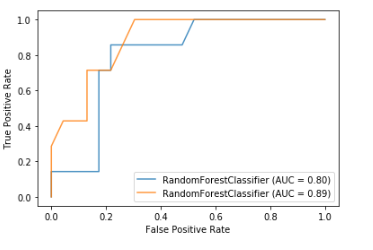 1.0
0.8
0.6
0.4
0.2
0.0
True Positive Rate
RandomForestClassifier (AUC = 0.80)
RandomForestClassifier (AUC = 0.89)
0.0 0.2 0.4 0.6 0.8 1.0
False Positive Rate